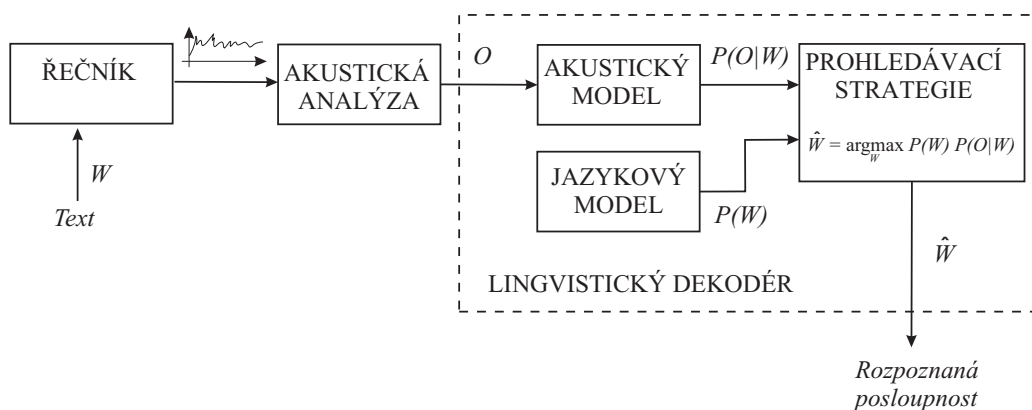 ŘEČNÍK
W
Text
AKUSTICKÁ
ANALÝZA
O
AKUSTICKÝ
MODEL
P(O|W)
JAZYKOVÝ
MODEL
P(W)
PROHLEDÁVACÍ
STRATEGIE
Ŵ = argmax P(W) P(O|W)
W
LINGVISTICKÝ DEKODÉR
Ŵ
Rozpoznaná
posloupnost